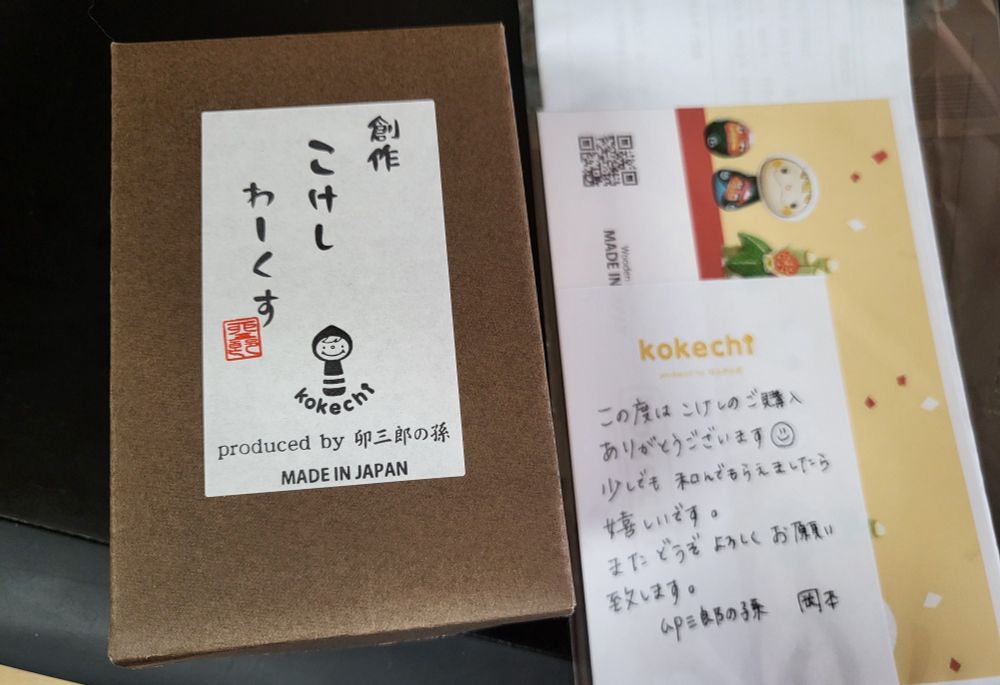 創作
こけし
わーくす
kokechi
produced by 卯三郎の孫
MADE IN JAPAN
Wooden
MADE IN
kokechi
この度は こけしのご購入
ありがとうございます
少しでも 和んでもらえましたら
嬉しいです。
またどうぞ よろしく お願い
致します。
卯三郎の孫 岡本